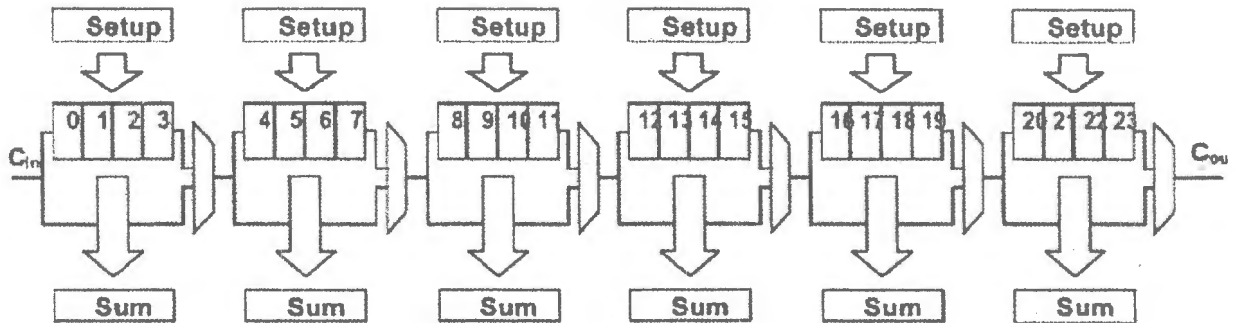 Setup Setup Setup Setup Setup Setup
0 1 2 3 4 5 6 7 8 9 10 11 12 13 14 15 16 17 18 19 20 21 22 23
Cin Cou
Sum Sum Sum Sum Sum Sum